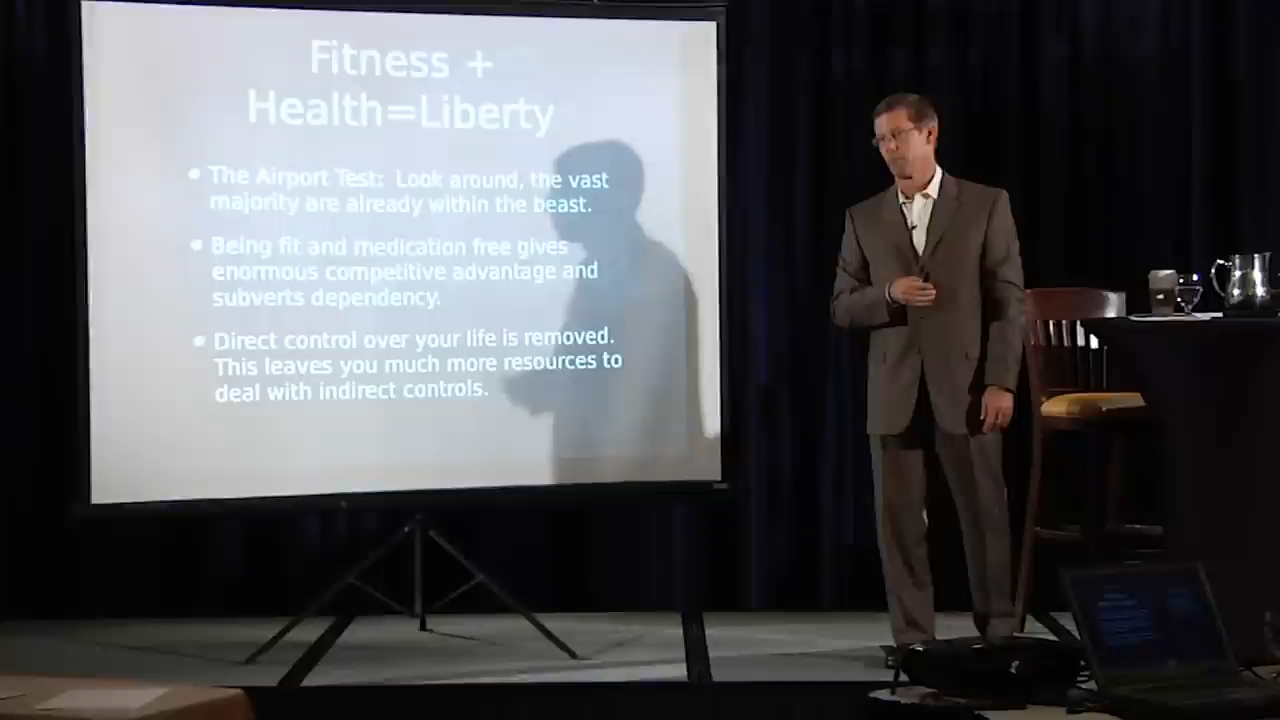 Fitness +
Health=Liberty
• The Airport Test: Look around, the vast
majority are already within the beast.
• Being fit and medication free gives
enormous competitive advantage and
subverts dependency.
• Direct control over your life is removed.
This leaves you much more resources to
deal with indirect controls.